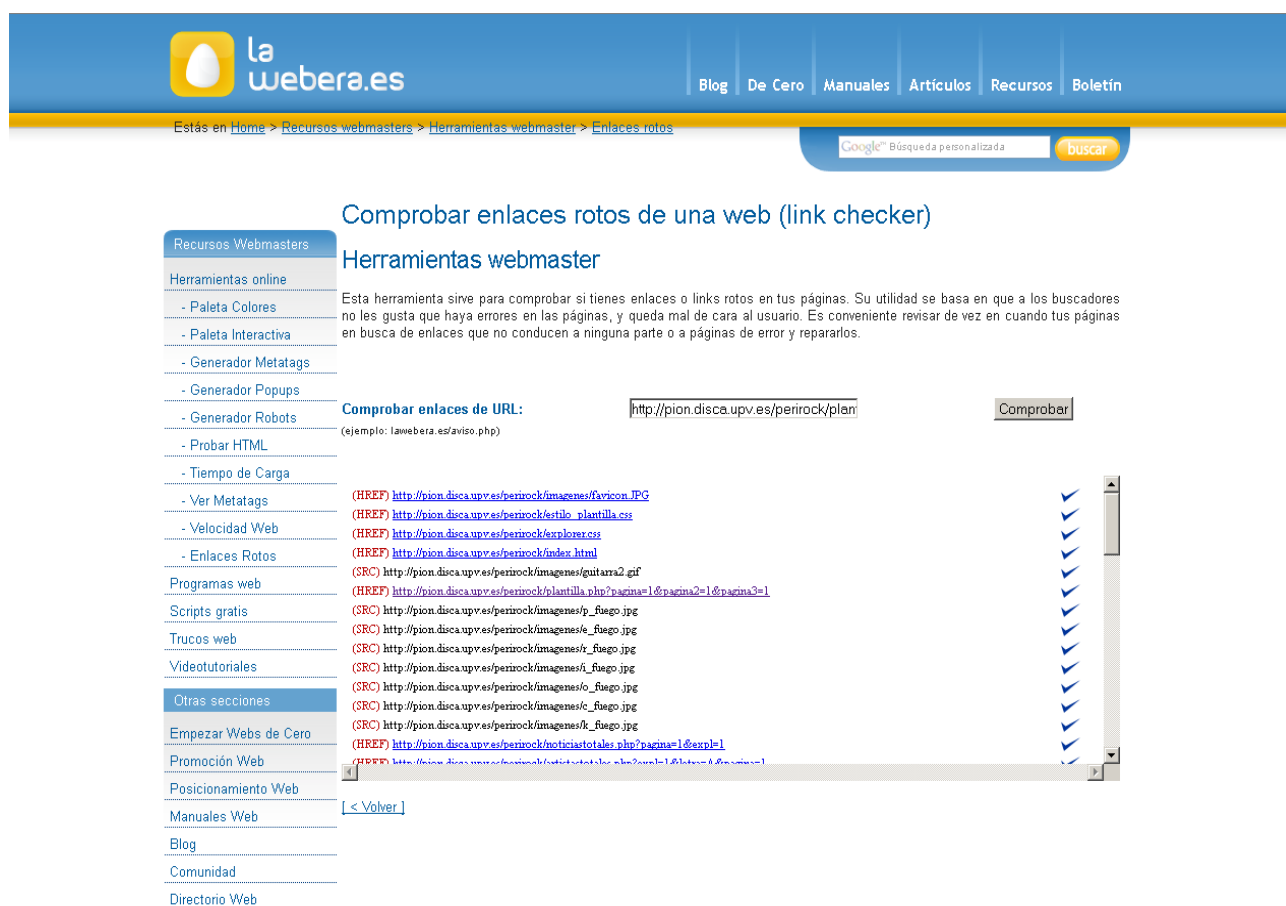 la
webera.es
Blog De Cero Manuales Artículos Recursos Boletín
Estás en Home > Recursos webmasters > Herramientas webmaster > Enlaces rotos
Google™ Búsqueda personalizada buscar
Comprobar enlaces rotos de una web (link checker)
Recursos Webmasters
Herramientas online
- Paleta Colores
- Paleta Interactiva
- Generador Metatags
- Generador Popups
- Generador Robots
- Probar HTML
- Tiempo de Carga
- Ver Metatags
- Velocidad Web
- Enlaces Rotos
Programas web
Scripts gratis
Trucos web
Videotutoriales
Otras secciones
Empezar Webs de Cero
Promoción Web
Posicionamiento Web
Manuales Web
Blog
Comunidad
Directorio Web
Herramientas webmaster
Esta herramienta sirve para comprobar si tienes enlaces o links rotos en tus páginas. Su utilidad se basa en que a los buscadores
no les gusta que haya errores en las páginas, y queda mal de cara al usuario. Es conveniente revisar de vez en cuando tus páginas
en busca de enlaces que no conducen a ninguna parte o a páginas de error y repararlos.
Comprobar enlaces de URL: http://pion.disca.upv.es/perirock/plan Comprobar
(ejemplo: lawebera.es/aviso.php)
(HREF) http://pion.disca.upv.es/perirock/imagenes/favicon.JPG
(HREF) http://pion.disca.upv.es/perirock/estilo_plantilla.css
(HREF) http://pion.disca.upv.es/perirock/explorer.css
(HREF) http://pion.disca.upv.es/perirock/index.html
(SRC) http://pion.disca.upv.es/perirock/imagenes/guitarra2.gif
(HREF) http://pion.disca.upv.es/perirock/plantilla.php?pagina=1&pagina2=1&pagina3=1
(SRC) http://pion.disca.upv.es/perirock/imagenes/p_fuego.jpg
(SRC) http://pion.disca.upv.es/perirock/imagenes/e_fuego.jpg
(SRC) http://pion.disca.upv.es/perirock/imagenes/r_fuego.jpg
(SRC) http://pion.disca.upv.es/perirock/imagenes/i_fuego.jpg
(SRC) http://pion.disca.upv.es/perirock/imagenes/o_fuego.jpg
(SRC) http://pion.disca.upv.es/perirock/imagenes/c_fuego.jpg
(SRC) http://pion.disca.upv.es/perirock/imagenes/k_fuego.jpg
(HREF) http://pion.disca.upv.es/perirock/noticiastotales.php?pagina=1&expl=1
(HREF) http://pion.disca.upv.es/perirock/artistastotales.php?expl=1&letra=A&pagina=1
[ < Volver ]